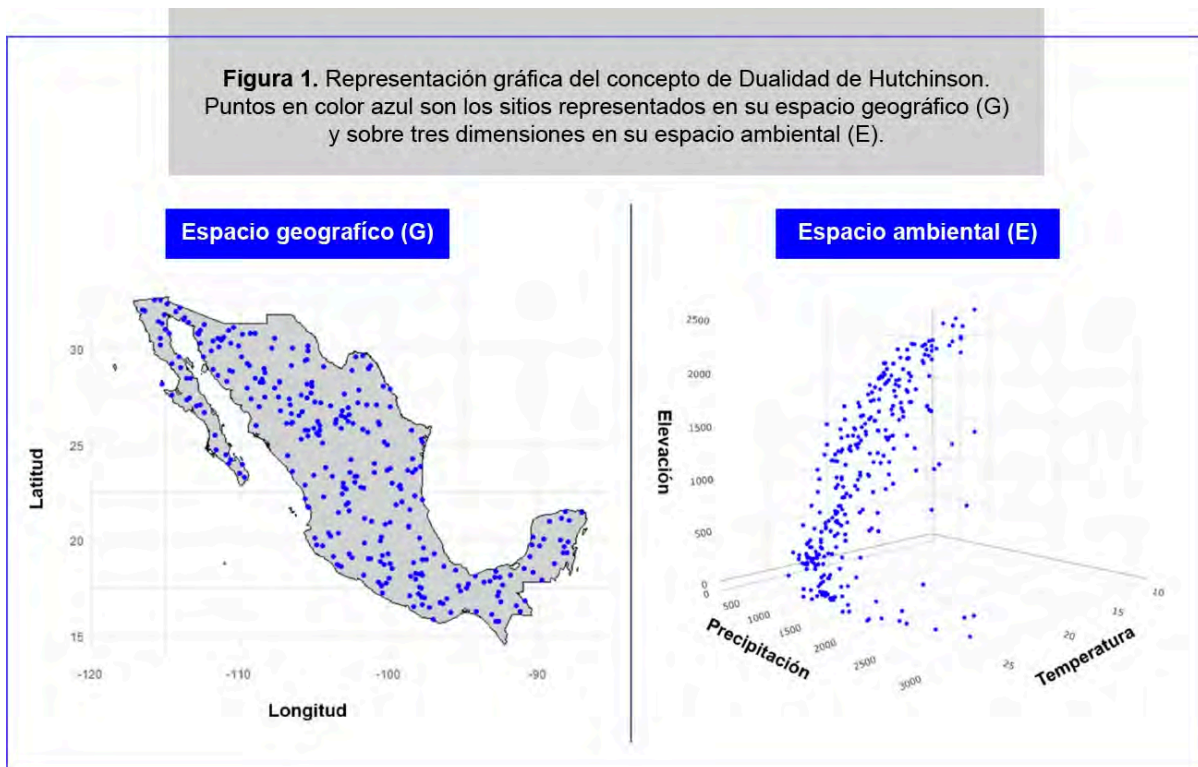 Figura 1. Representación gráfica del concepto de Dualidad de Hutchinson.
Puntos en color azul son los sitios representados en su espacio geográfico (G)
y sobre tres dimensiones en su espacio ambiental (E).
Espacio geografíco (G)
30
25
20
15
-120
-110
-100
-90
Latitud
Longitud
Espacio ambiental (E)
2500
2000
1500
1000
500
0
Elevación
0
500
1000
1500
2000
2500
3000
Precipitación
10
15
20
25
Temperatura